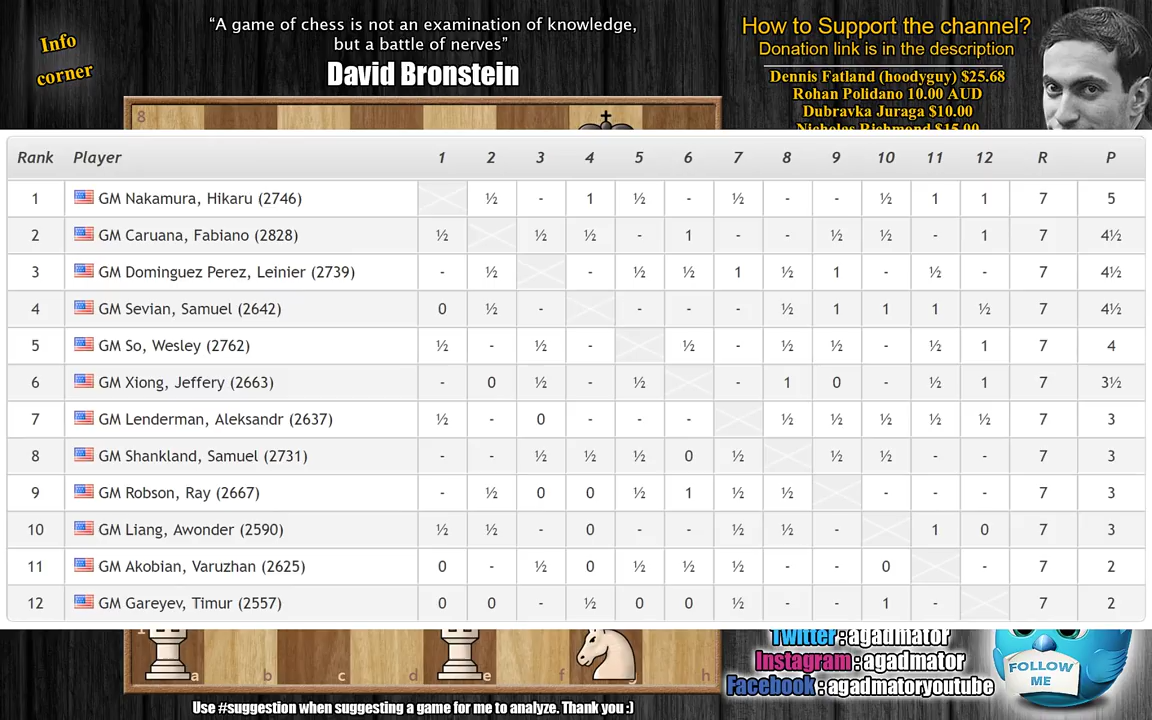 Info
corner
“A game of chess is not an examination of knowledge,
but a battle of nerves”
David Bronstein
How to Support the channel?
Donation link is in the description
Dennis Fatland (hoodyguy) $25.68
Rohan Polidano 10.00 AUD
Dubravka Juraga $10.00
Nicholas Richmond $15.00
8
Rank Player 1 2 3 4 5 6 7 8 9 10 11 12 R P
1 GM Nakamura, Hikaru (2746) ½ - 1 ½ - ½ - - ½ 1 1 7 5
2 GM Caruana, Fabiano (2828) ½ ½ ½ - 1 - - ½ ½ - 1 7 4½
3 GM Dominguez Perez, Leinier (2739) - ½ - ½ ½ 1 ½ 1 - ½ - 7 4½
4 GM Sevian, Samuel (2642) 0 ½ - - - - ½ 1 1 1 ½ 7 4½
5 GM So, Wesley (2762) ½ - ½ - ½ - ½ ½ - ½ 1 7 4
6 GM Xiong, Jeffery (2663) - 0 ½ - ½ - 1 0 - ½ 1 7 3½
7 GM Lenderman, Aleksandr (2637) ½ - 0 - - - ½ ½ ½ ½ ½ 7 3
8 GM Shankland, Samuel (2731) - - ½ ½ ½ 0 ½ ½ ½ - - 7 3
9 GM Robson, Ray (2667) - ½ 0 0 ½ 1 ½ ½ - - - 7 3
10 GM Liang, Awonder (2590) ½ ½ - 0 - - ½ ½ - 1 0 7 3
11 GM Akobian, Varuzhan (2625) 0 - ½ 0 ½ ½ ½ - - 0 - 7 2
12 GM Gareyev, Timur (2557) 0 0 - ½ 0 0 ½ - - 1 - 7 2
1
a b c d e f g h
Twitter : agadmator
Instagram : agadmator
Facebook : agadmatoryoutube
FOLLOW
ME
Use #suggestion when suggesting a game for me to analyze. Thank you :)